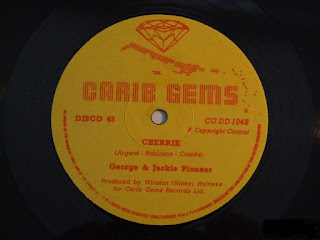 CARIB GEMS
DISCO 45 CG DD 1048
℗ Copyright Control
CHERRIE
(Argard - Robinson - Crooks)
George & Jackie Pioneer
Produced by Winston (Niney) Holness
for Carib Gems Records Ltd.